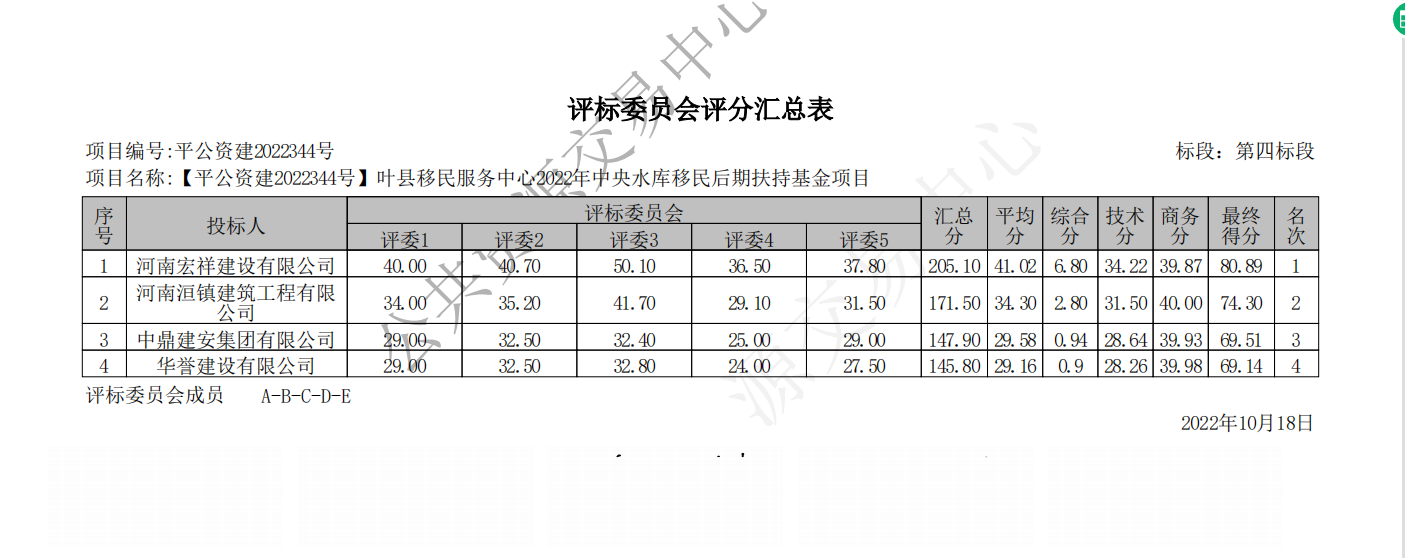 公共资源交易中心
源交易中心
评标委员会评分汇总表
项目编号:平公资建2022344号 标段：第四标段
项目名称:【平公资建2022344号】叶县移民服务中心2022年中央水库移民后期扶持基金项目
序号 投标人 评标委员会 汇总分 平均分 综合分 技术分 商务分 最终得分 名次
评委1 评委2 评委3 评委4 评委5
1 河南宏祥建设有限公司 40.00 40.70 50.10 36.50 37.80 205.10 41.02 6.80 34.22 39.87 80.89 1
2 河南洹镇建筑工程有限公司 34.00 35.20 41.70 29.10 31.50 171.50 34.30 2.80 31.50 40.00 74.30 2
3 中鼎建安集团有限公司 29.00 32.50 32.40 25.00 29.00 147.90 29.58 0.94 28.64 39.93 69.51 3
4 华誉建设有限公司 29.00 32.50 32.80 24.00 27.50 145.80 29.16 0.9 28.26 39.98 69.14 4
评标委员会成员 A-B-C-D-E
2022年10月18日